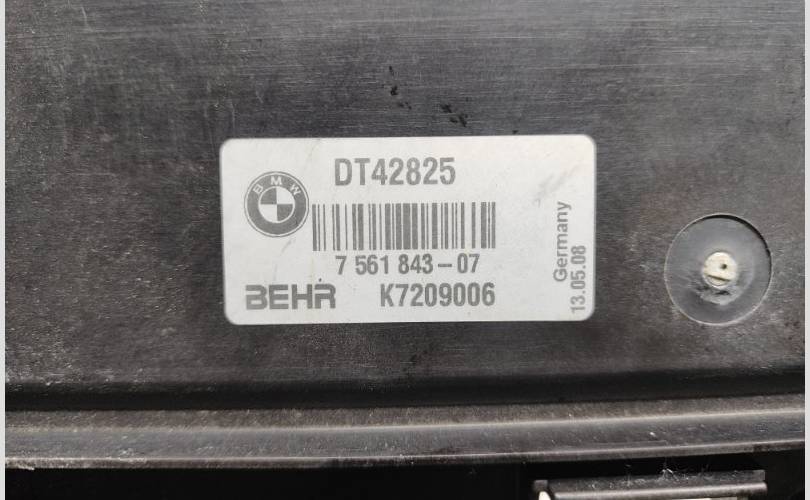 BMW
DT42825
7 561 843-07
BEHR K7209006
Germany
13.05.08